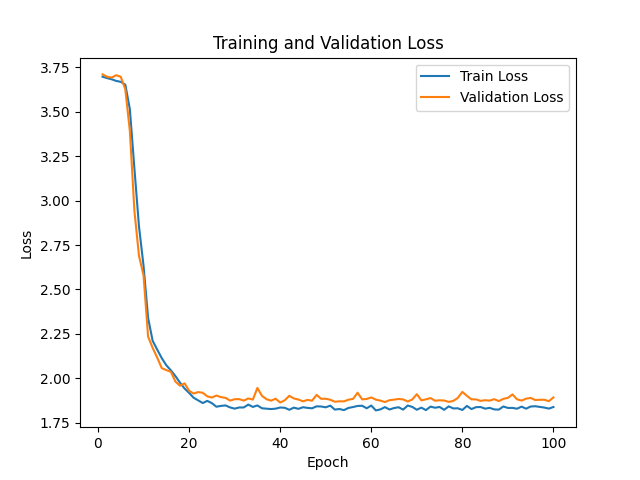 Training and Validation Loss
Train Loss
Validation Loss
Loss
3.75
3.50
3.25
3.00
2.75
2.50
2.25
2.00
1.75
0 20 40 60 80 100
Epoch